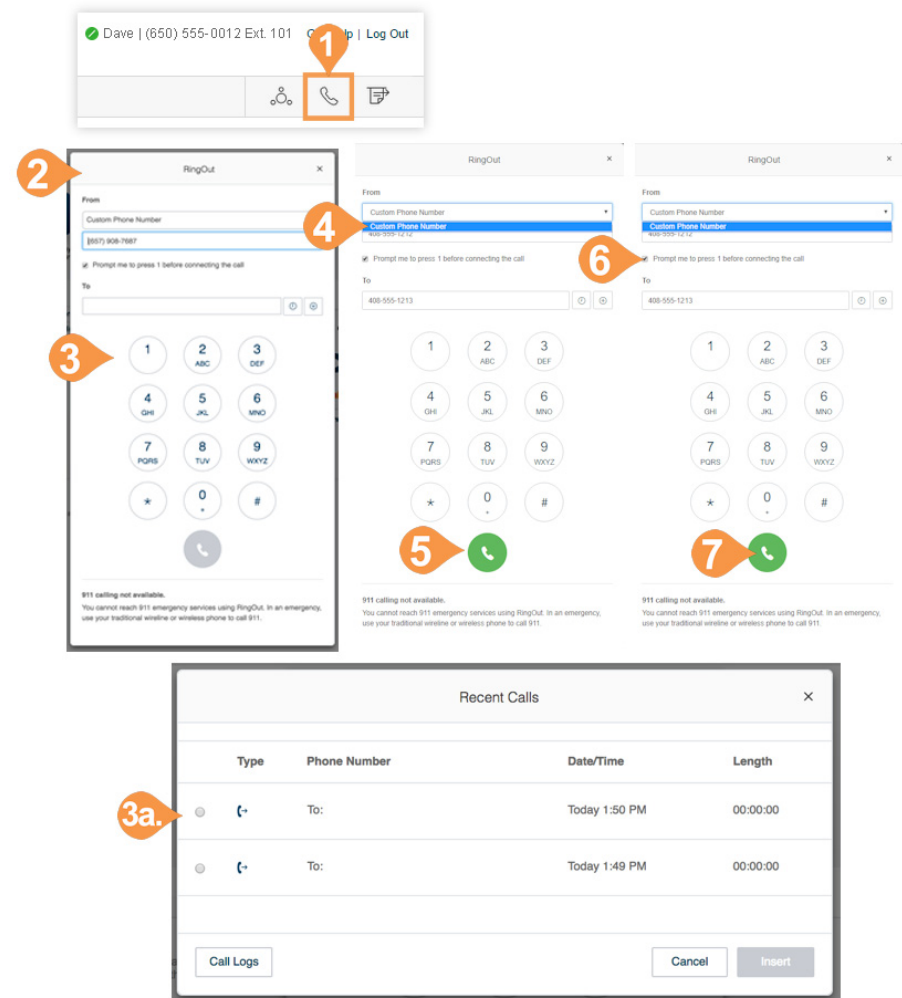 Dave | (650) 555-0012 Ext. 101 | Log Out
1
2
RingOut ×
From
Custom Phone Number
(657) 908-7687
Prompt me to press 1 before connecting the call
To
3
1
2 ABC
3 DEF
4 GHI
5 JKL
6 MNO
7 PQRS
8 TUV
9 WXYZ
*
0 +
#
911 calling not available.
You cannot reach 911 emergency services using RingOut. In an emergency,
use your traditional wireline or wireless phone to call 911.
RingOut ×
From
Custom Phone Number
4
Custom Phone Number
408-555-1212
Prompt me to press 1 before connecting the call
To
408-555-1213
1
2 ABC
3 DEF
4 GHI
5 JKL
6 MNO
7 PQRS
8 TUV
9 WXYZ
*
0 +
#
5
911 calling not available.
You cannot reach 911 emergency services using RingOut. In an emergency,
use your traditional wireline or wireless phone to call 911
RingOut ×
From
Custom Phone Number
Custom Phone Number
408-555-1212
6
Prompt me to press 1 before connecting the call
To
408-555-1213
1
2 ABC
3 DEF
4 GHI
5 JKL
6 MNO
7 PQRS
8 TUV
9 WXYZ
*
0 +
#
7
911 calling not available.
You cannot reach 911 emergency services using RingOut. In an emergency,
use your traditional wireline or wireless phone to call 911
Recent Calls ×
Type Phone Number Date/Time Length
3a.
To: Today 1:50 PM 00:00:00
To: Today 1:49 PM 00:00:00
Call Logs Cancel Insert